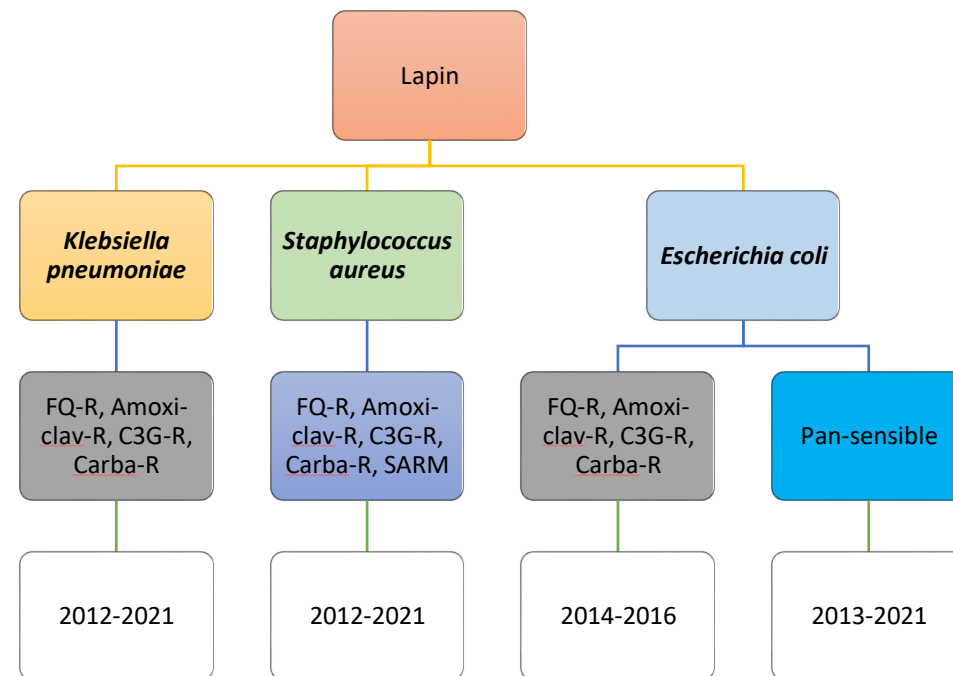 Lapin
Klebsiella
pneumoniae
Staphylococcus
aureus
Escherichia coli
FQ-R, Amoxi-
clav-R, C3G-R,
Carba-R
FQ-R, Amoxi-
clav-R, C3G-R,
Carba-R, SARM
FQ-R, Amoxi-
clav-R, C3G-R,
Carba-R
Pan-sensible
2012-2021
2012-2021
2014-2016
2013-2021